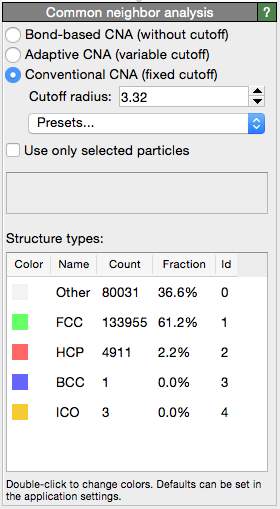 Common neighbor analysis ?
Bond-based CNA (without cutoff)
Adaptive CNA (variable cutoff)
Conventional CNA (fixed cutoff)
Cutoff radius: 3.32
Presets...
Use only selected particles
Structure types:
Color Name Count Fraction Id
Other 80031 36.6% 0
FCC 133955 61.2% 1
HCP 4911 2.2% 2
BCC 1 0.0% 3
ICO 3 0.0% 4
Double-click to change colors. Defaults can be set in
the application settings.